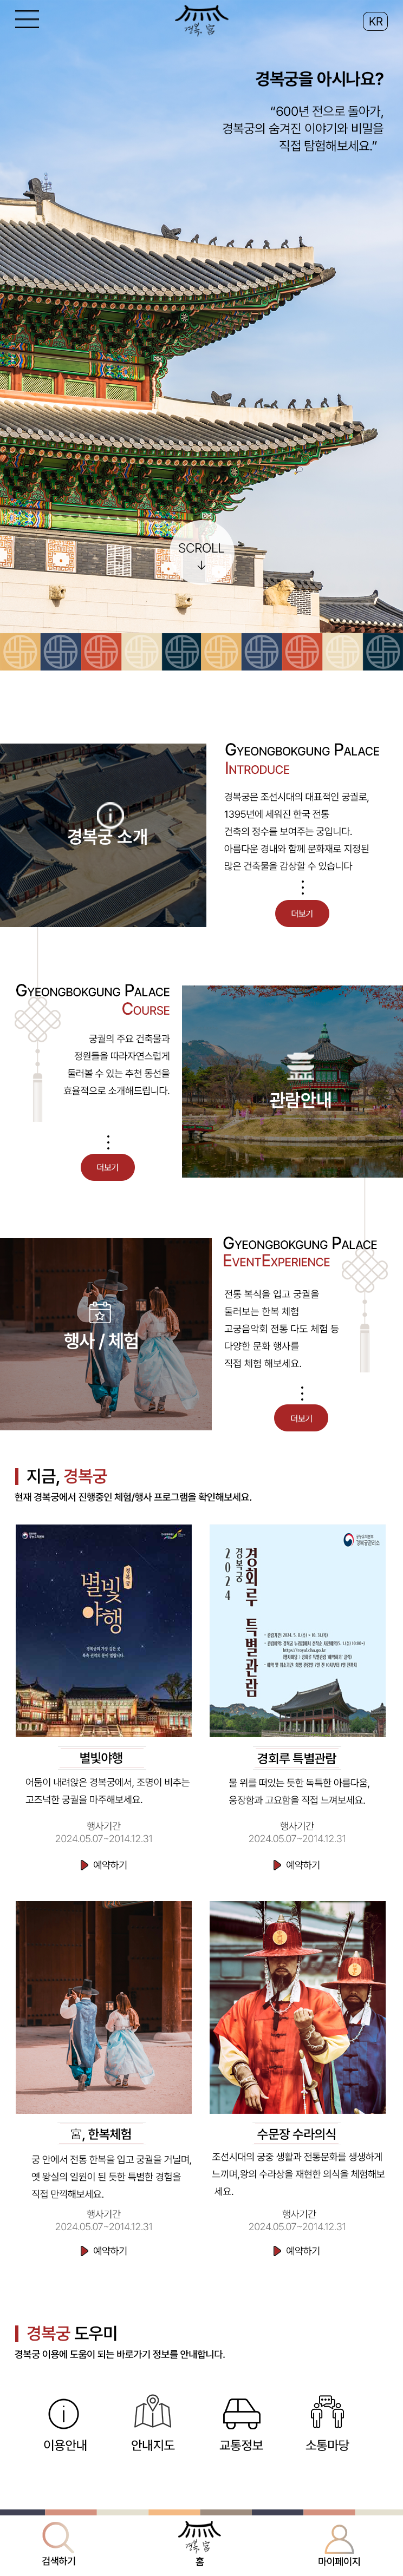 경복궁
KR
경복궁을 아시나요?
“600년 전으로 돌아가,
경복궁의 숨겨진 이야기와 비밀을
직접 탐험해보세요.”
SCROLL
경복궁 소개
GYEONGBOKGUNG PALACE
INTRODUCE
경복궁은 조선시대의 대표적인 궁궐로,
1395년에 세워진 한국 전통
건축의 정수를 보여주는 궁입니다.
아름다운 경내와 함께 문화재로 지정된
많은 건축물을 감상할 수 있습니다
더보기
GYEONGBOKGUNG PALACE
COURSE
궁궐의 주요 건축물과
정원들을 따라자연스럽게
둘러볼 수 있는 추천 동선을
효율적으로 소개해드립니다.
더보기
관람안내
행사 / 체험
GYEONGBOKGUNG PALACE
EVENTEXPERIENCE
전통 복식을 입고 궁궐을
둘러보는 한복 체험
고궁음악회 전통 다도 체험 등
다양한 문화 행사를
직접 체험 해보세요.
더보기
지금, 경복궁
현재 경복궁에서 진행중인 체험/행사 프로그램을 확인해보세요.
경복궁
별빛야행
별빛야행
어둠이 내려앉은 경복궁에서, 조명이 비추는
고즈넉한 궁궐을 마주해보세요.
행사기간
2024.05.07~2014.12.31
예약하기
경복궁관리소
2024
경복궁
경회루 특별관람
경회루 특별관람
물 위를 떠있는 듯한 독특한 아름다움,
웅장함과 고요함을 직접 느껴보세요.
행사기간
2024.05.07~2014.12.31
예약하기
宮, 한복체험
궁 안에서 전통 한복을 입고 궁궐을 거닐며,
옛 왕실의 일원이 된 듯한 특별한 경험을
직접 만끽해보세요.
행사기간
2024.05.07~2014.12.31
예약하기
수문장 수라의식
조선시대의 궁중 생활과 전통문화를 생생하게
느끼며,왕의 수라상을 재현한 의식을 체험해보
세요.
행사기간
2024.05.07~2014.12.31
예약하기
경복궁 도우미
경복궁 이용에 도움이 되는 바로가기 정보를 안내합니다.
이용안내
안내지도
교통정보
소통마당
검색하기
경복궁
홈
마이페이지